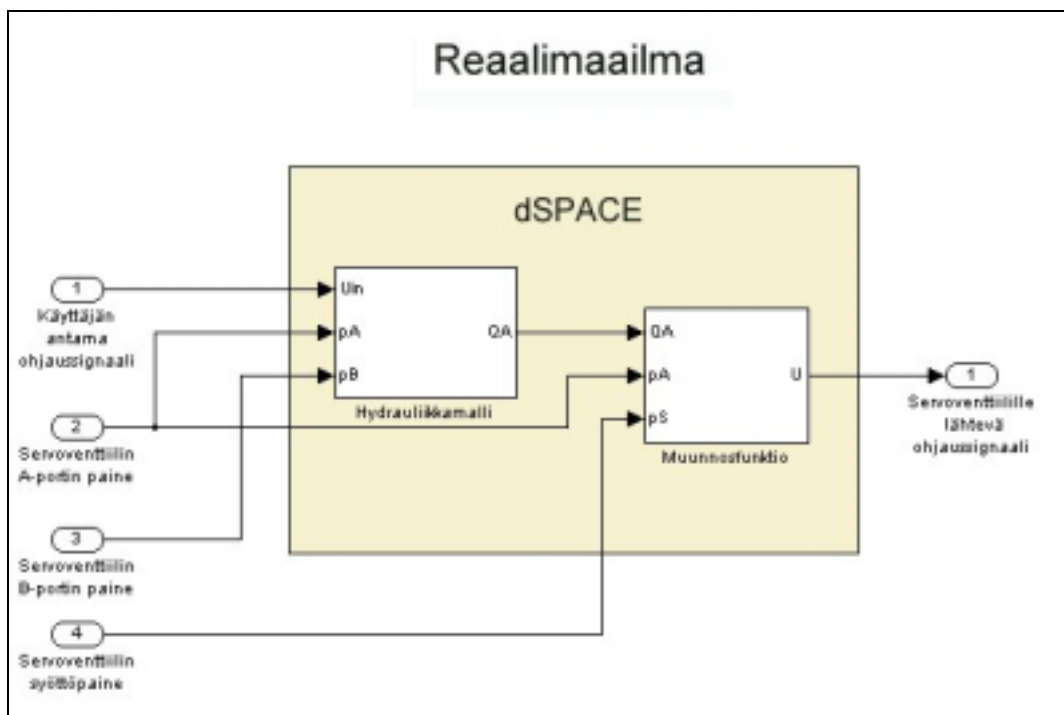 Reaalimaailma
dSPACE
1
Käyttäjän
antama
ohjaussignaali
2
Servoventtiilin
A-portin paine
3
Servoventtiilin
B-portin paine
4
Servoventtiilin
syöttöpaine
Uin
pA
pB
QA
Hydrauliikkamalli
QA
pA
pS
U
Muunnosfunktio
1
Servoventtiilille
lähtevä
ohjaussignaali